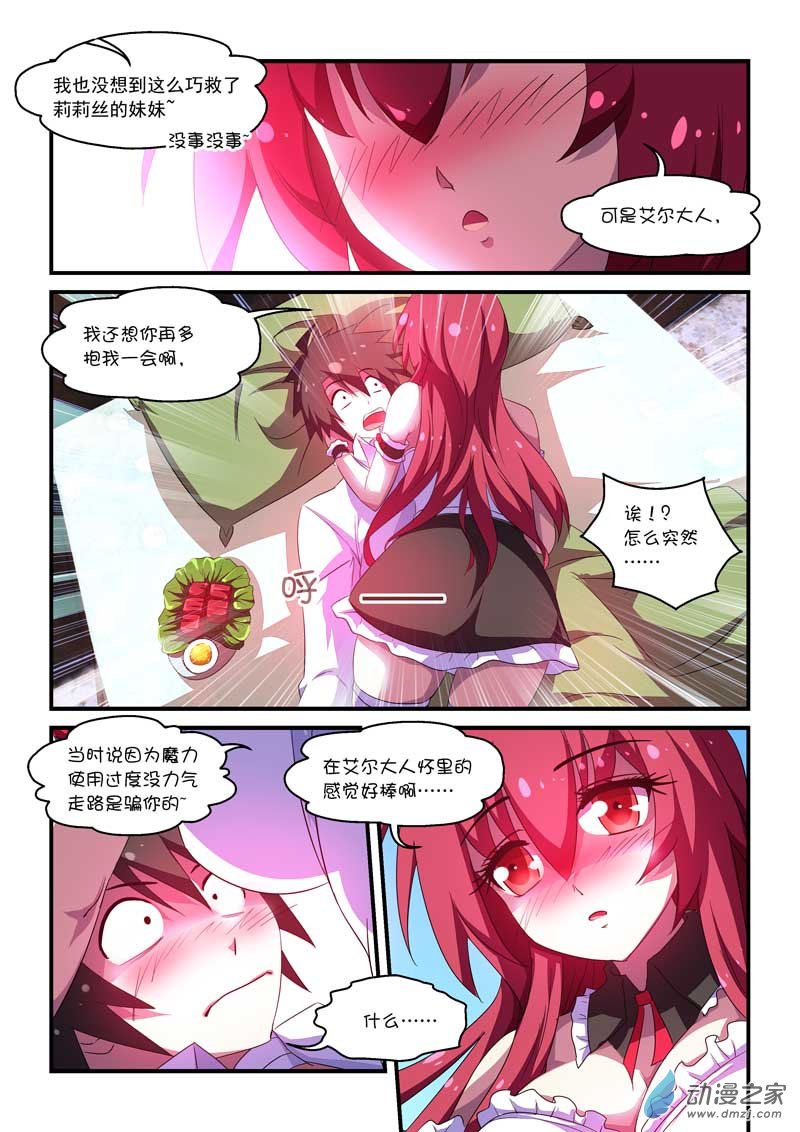 我也没想到这么巧救了
莉莉丝的妹妹~
没事没事~
可是艾尔大人,
我还想你再多
抱我一会啊,
诶！？
怎么突然
……
呼
当时说因为魔力
使用过度没力气
走路是骗你的~
在艾尔大人怀里的
感觉好棒啊……
什么……
动漫之家
www.dmzj.com